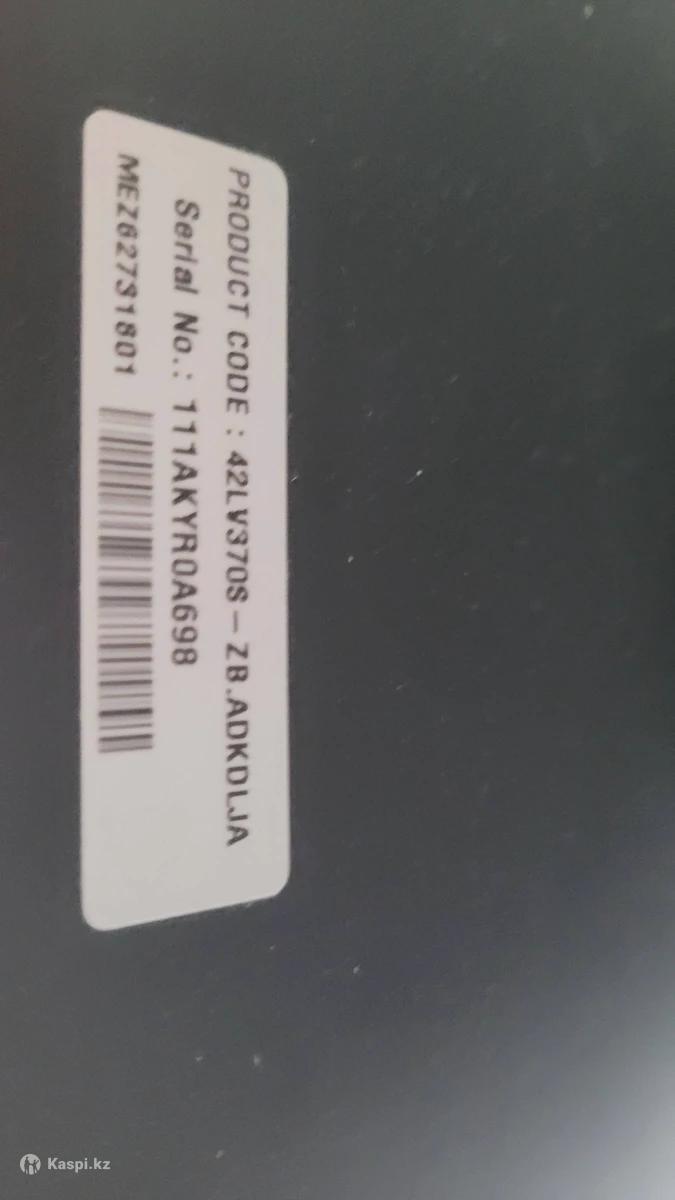 PRODUCT CODE : 42LV370S-ZB.ADKDLJA
Serial No.: 111AKYR0A698
MEZ62731801
Kaspi.kz